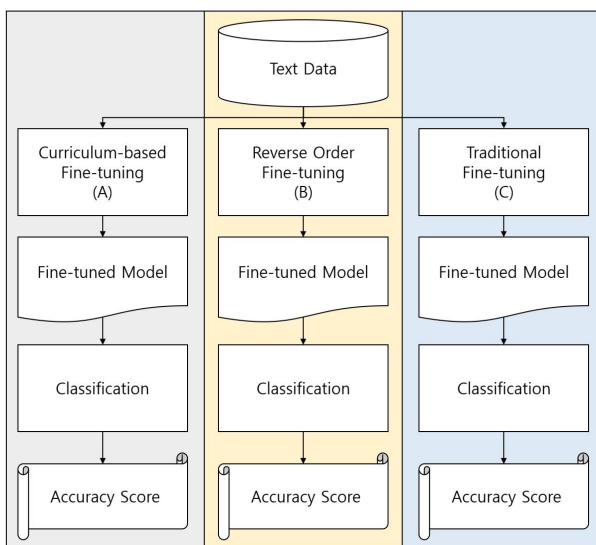 Text Data
Curriculum-based
Fine-tuning
(A)
Reverse Order
Fine-tuning
(B)
Traditional
Fine-tuning
(C)
Fine-tuned Model
Fine-tuned Model
Fine-tuned Model
Classification
Classification
Classification
Accuracy Score
Accuracy Score
Accuracy Score